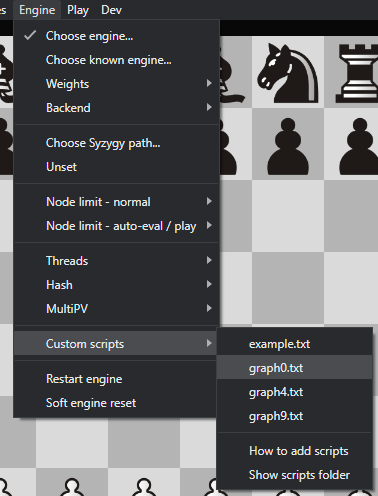 es Engine Play Dev
Choose engine...
Choose known engine...
Weights
Backend
Choose Syzygy path...
Unset
Node limit - normal
Node limit - auto-eval / play
Threads
Hash
MultiPV
Custom scripts
example.txt
graph0.txt
graph4.txt
graph9.txt
How to add scripts
Show scripts folder
Restart engine
Soft engine reset